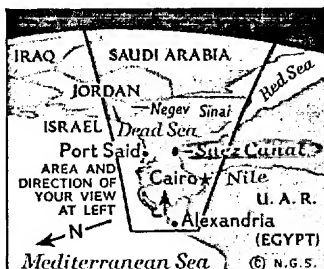 IRAQ SAUDI ARABIA
JORDAN
Red Sea
Negev Sinai
ISRAEL Dead Sea
Port Said Suez Canal
AREA AND
DIRECTION OF
YOUR VIEW
AT LEFT
Cairo Nile
U. A. R.
N
Alexandria
(EGYPT)
Mediterranean Sea © N.G.S.